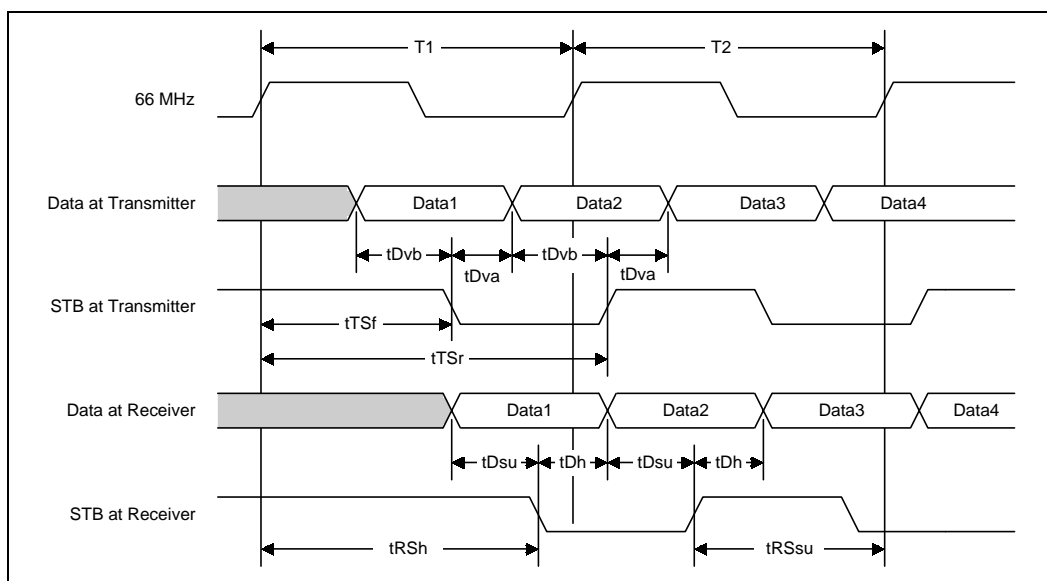 T1 T2
66 MHz
Data at Transmitter Data1 Data2 Data3 Data4
tDvb tDva tDvb tDva
STB at Transmitter
tTSf
tTSr
Data at Receiver Data1 Data2 Data3 Data4
tDsu tDh tDsu tDh
STB at Receiver
tRSh tRSsu